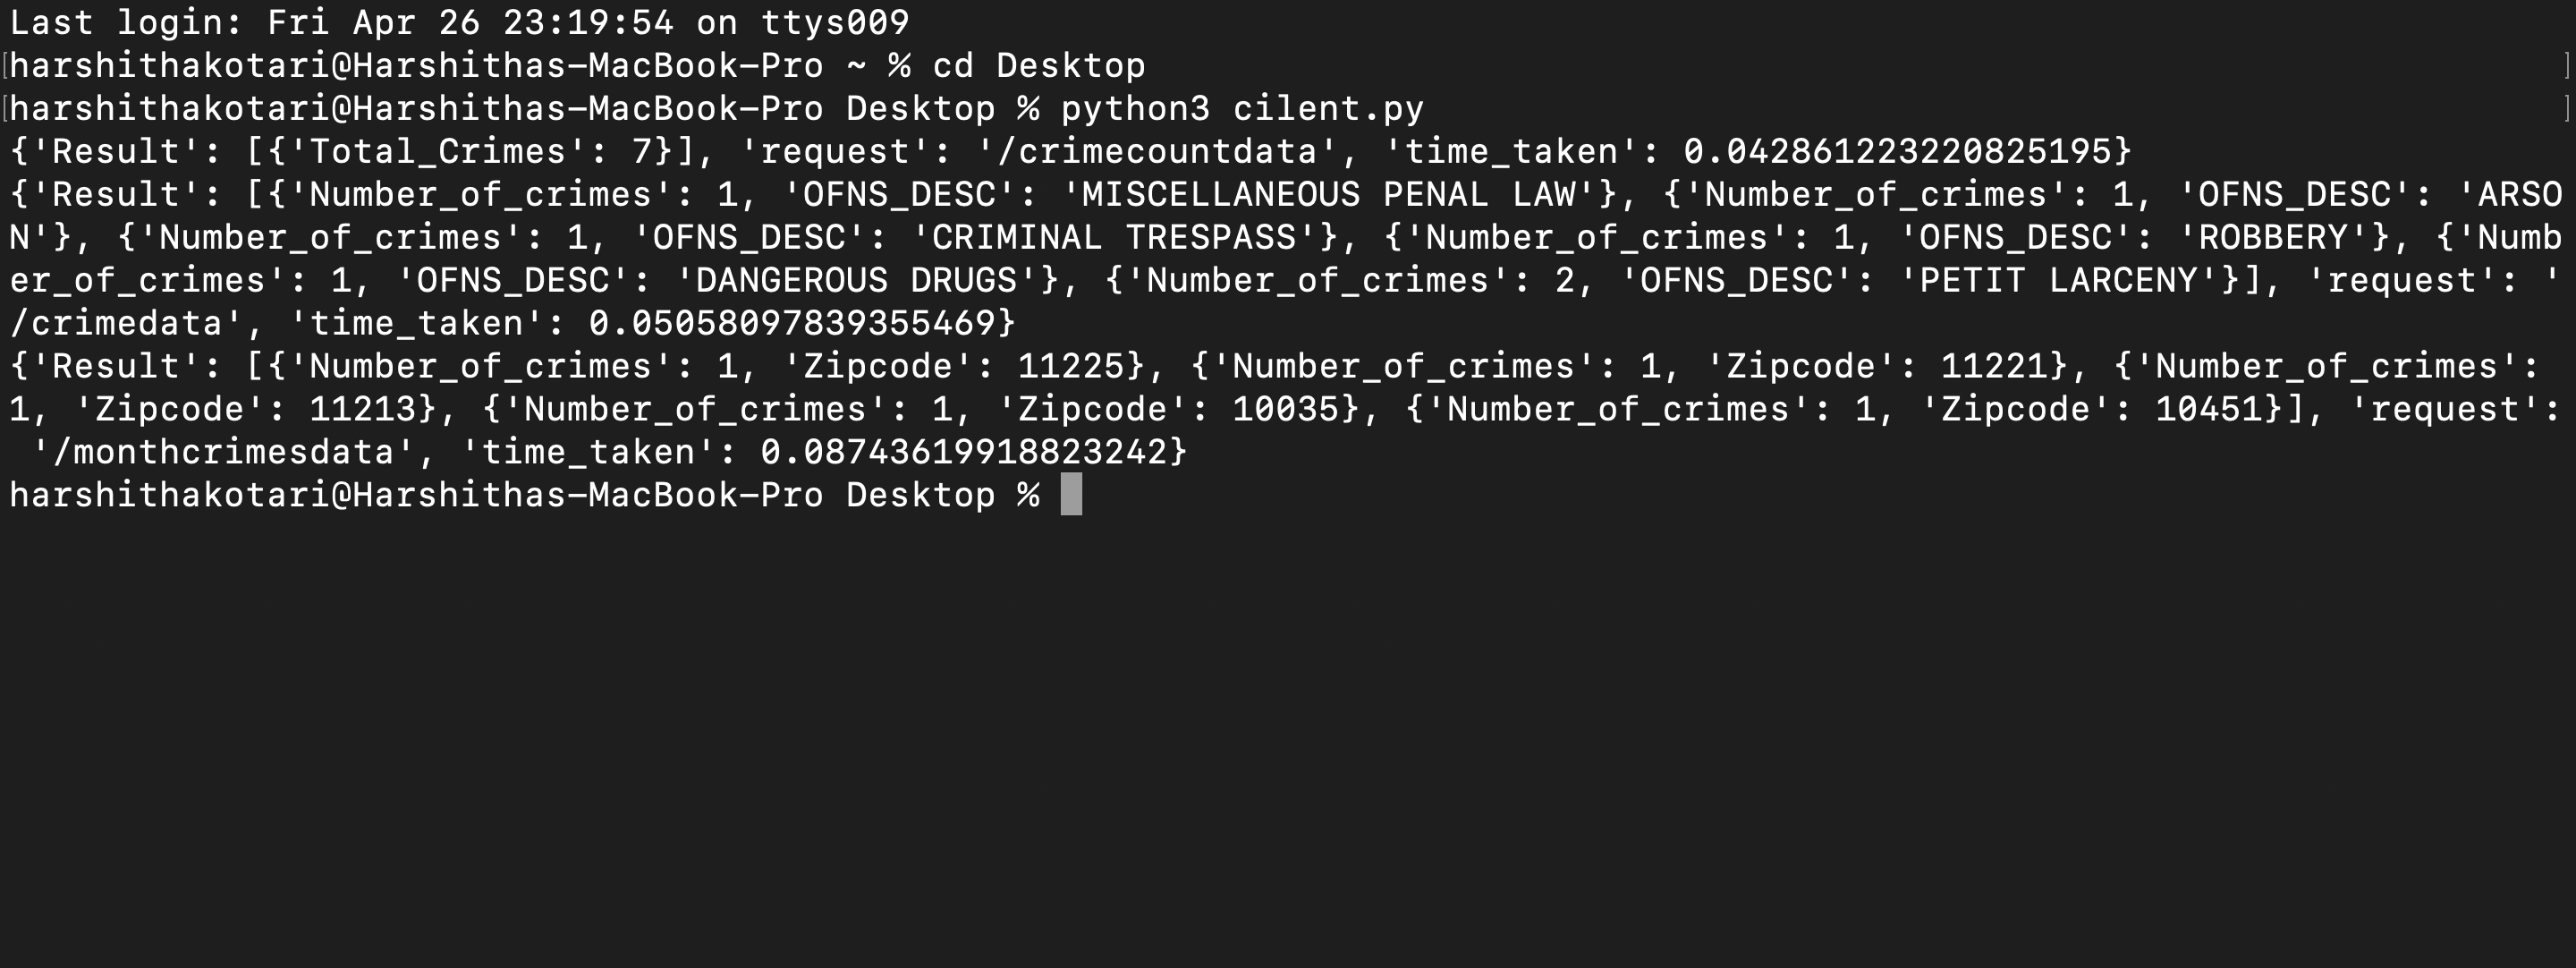 Last login: Fri Apr 26 23:19:54 on ttys009
[harshithakotari@Harshithas-MacBook-Pro ~ % cd Desktop ]
[harshithakotari@Harshithas-MacBook-Pro Desktop % python3 cilent.py ]
{'Result': [{'Total_Crimes': 7}], 'request': '/crimecountdata', 'time_taken': 0.042861223220825195}
{'Result': [{'Number_of_crimes': 1, 'OFNS_DESC': 'MISCELLANEOUS PENAL LAW'}, {'Number_of_crimes': 1, 'OFNS_DESC': 'ARSO
N'}, {'Number_of_crimes': 1, 'OFNS_DESC': 'CRIMINAL TRESPASS'}, {'Number_of_crimes': 1, 'OFNS_DESC': 'ROBBERY'}, {'Numb
er_of_crimes': 1, 'OFNS_DESC': 'DANGEROUS DRUGS'}, {'Number_of_crimes': 2, 'OFNS_DESC': 'PETIT LARCENY'}], 'request': '
/crimedata', 'time_taken': 0.05058097839355469}
{'Result': [{'Number_of_crimes': 1, 'Zipcode': 11225}, {'Number_of_crimes': 1, 'Zipcode': 11221}, {'Number_of_crimes':
1, 'Zipcode': 11213}, {'Number_of_crimes': 1, 'Zipcode': 10035}, {'Number_of_crimes': 1, 'Zipcode': 10451}], 'request':
 '/monthcrimesdata', 'time_taken': 0.08743619918823242}
harshithakotari@Harshithas-MacBook-Pro Desktop %